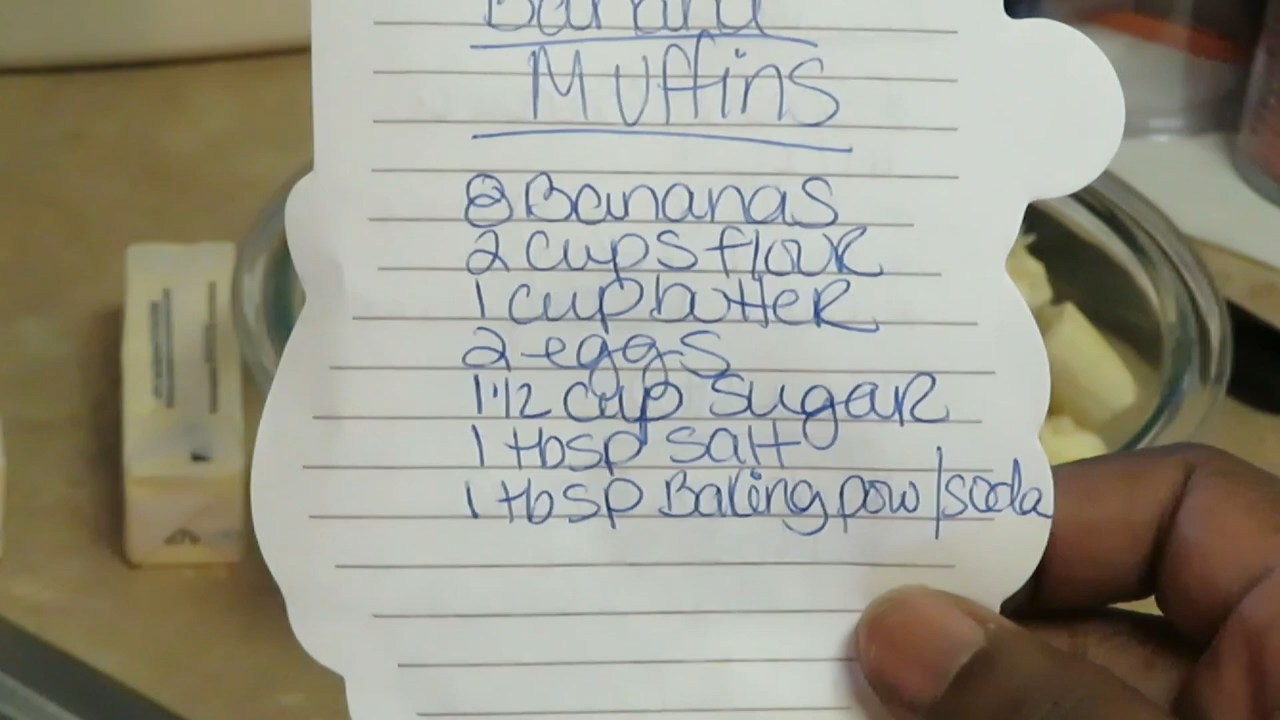 Banana
Muffins
8 Bananas
2 cups flour
1 cup butter
2 eggs
1 1/2 cup sugar
1 tbsp salt
1 tbsp Baking pow/soda